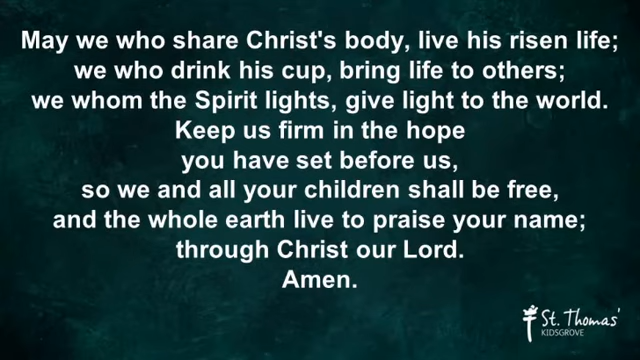 May we who share Christ's body, live his risen life;
we who drink his cup, bring life to others;
we whom the Spirit lights, give light to the world.
Keep us firm in the hope
you have set before us,
so we and all your children shall be free,
and the whole earth live to praise your name;
through Christ our Lord.
Amen.
St. Thomas'
KIDSGROVE